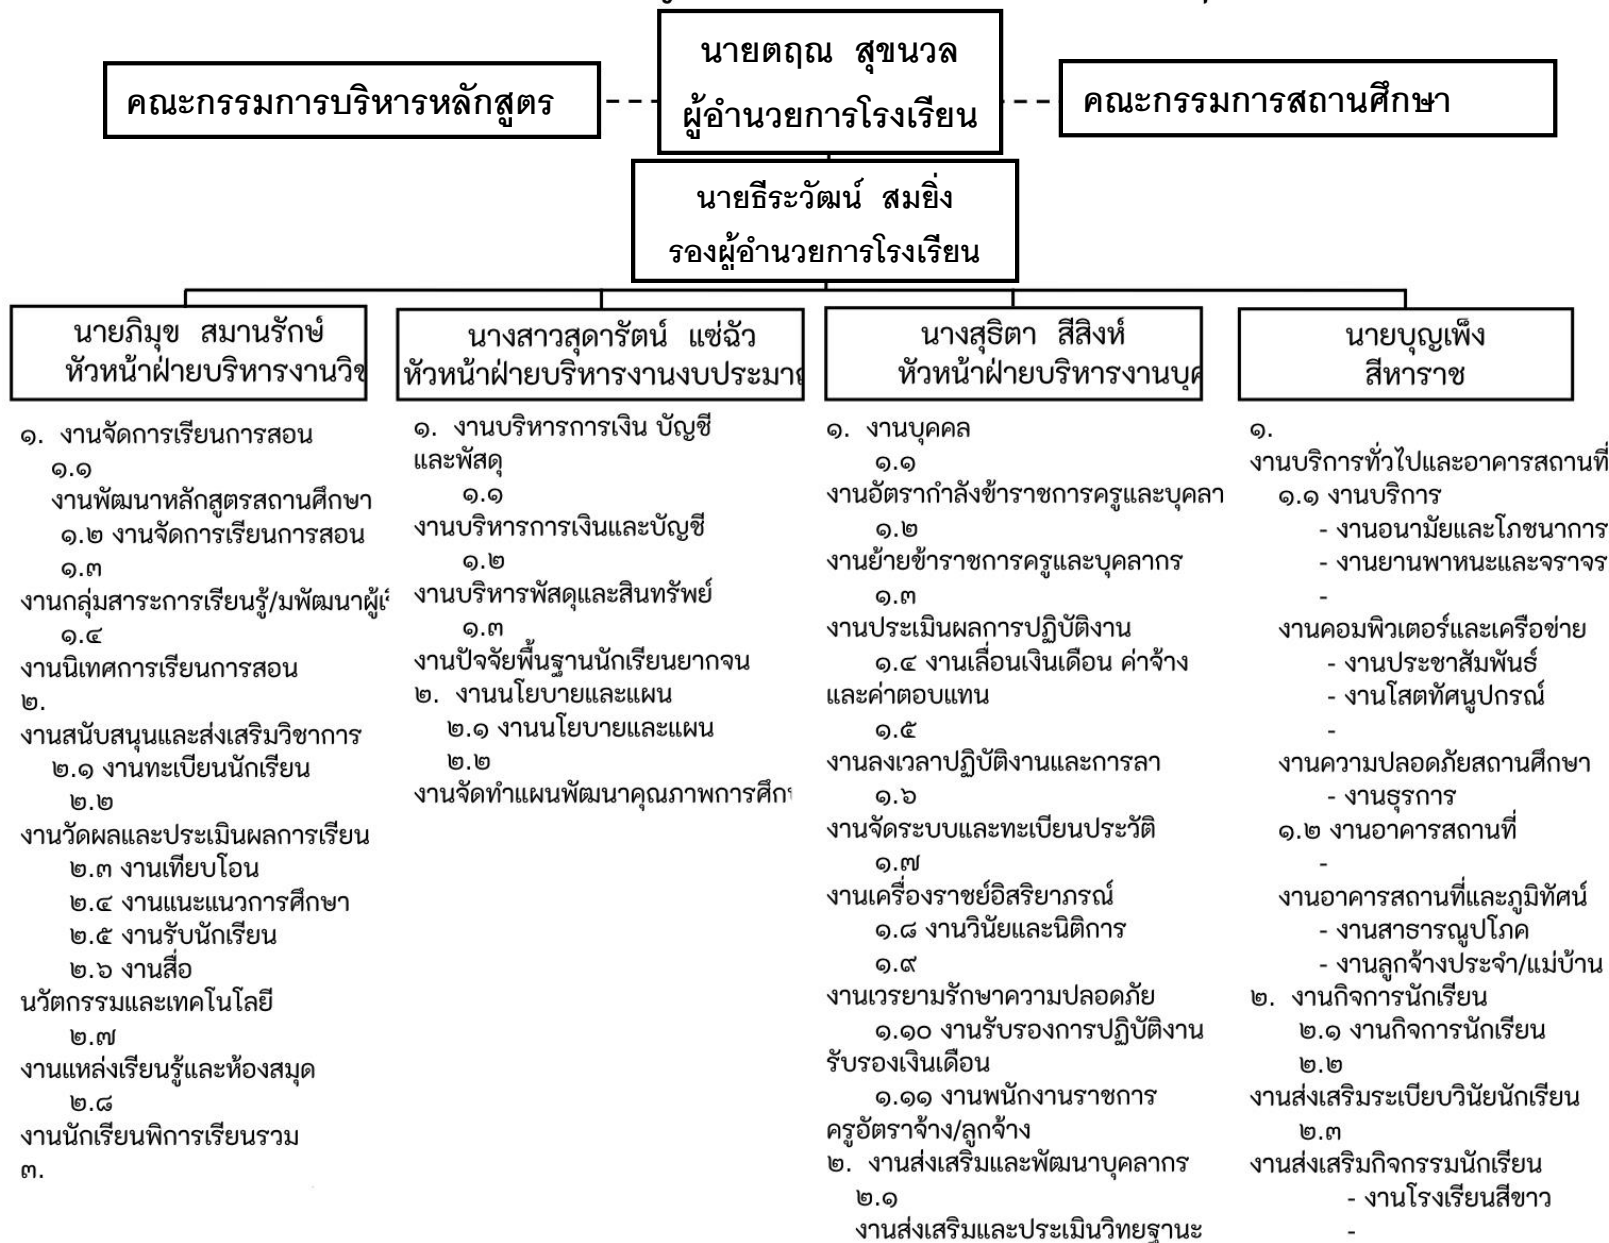 นายตฤณ สุขนวล
ผู้อำนวยการโรงเรียน
คณะกรรมการบริหารหลักสูตร
คณะกรรมการสถานศึกษา
นายธีระวัฒน์ สมยิ่ง
รองผู้อำนวยการโรงเรียน
นายภิมุข สมานรักษ์
หัวหน้าฝ่ายบริหารงานวิช
นางสาวสุดารัตน์ แซ่ฉัว
หัวหน้าฝ่ายบริหารงานงบประมาณ
นางสุธิตา สีสิงห์
หัวหน้าฝ่ายบริหารงานบุค
นายบุญเพ็ง
สีหาราช
๑. งานจัดการเรียนการสอน
๑.๑
งานพัฒนาหลักสูตรสถานศึกษา
๑.๒ งานจัดการเรียนการสอน
๑.๓
งานกลุ่มสาระการเรียนรู้/มพัฒนาผู้เรี
๑.๔
งานนิเทศการเรียนการสอน
๒.
งานสนับสนุนและส่งเสริมวิชาการ
๒.๑ งานทะเบียนนักเรียน
๒.๒
งานวัดผลและประเมินผลการเรียน
๒.๓ งานเทียบโอน
๒.๔ งานแนะแนวการศึกษา
๒.๕ งานรับนักเรียน
๒.๖ งานสื่อ
นวัตกรรมและเทคโนโลยี
๒.๗
งานแหล่งเรียนรู้และห้องสมุด
๒.๘
งานนักเรียนพิการเรียนรวม
๓.
๑. งานบริหารการเงิน บัญชี
และพัสดุ
๑.๑
งานบริหารการเงินและบัญชี
๑.๒
งานบริหารพัสดุและสินทรัพย์
๑.๓
งานปัจจัยพื้นฐานนักเรียนยากจน
๒. งานนโยบายและแผน
๒.๑ งานนโยบายและแผน
๒.๒
งานจัดทำแผนพัฒนาคุณภาพการศึก
๑. งานบุคคล
๑.๑
งานอัตรากำลังข้าราชการครูและบุคลา
๑.๒
งานย้ายข้าราชการครูและบุคลากร
๑.๓
งานประเมินผลการปฏิบัติงาน
๑.๔ งานเลื่อนเงินเดือน ค่าจ้าง
และค่าตอบแทน
๑.๕
งานลงเวลาปฏิบัติงานและการลา
๑.๖
งานจัดระบบและทะเบียนประวัติ
๑.๗
งานเครื่องราชย์อิสริยาภรณ์
๑.๘ งานวินัยและนิติการ
๑.๙
งานเวรยามรักษาความปลอดภัย
๑.๑๐ งานรับรองการปฏิบัติงาน
รับรองเงินเดือน
๑.๑๑ งานพนักงานราชการ
ครูอัตราจ้าง/ลูกจ้าง
๒. งานส่งเสริมและพัฒนาบุคลากร
๒.๑
งานส่งเสริมและประเมินวิทยฐานะ
๑.
งานบริการทั่วไปและอาคารสถานที่
๑.๑ งานบริการ
- งานอนามัยและโภชนาการ
- งานยานพาหนะและจราจร
-
งานคอมพิวเตอร์และเครือข่าย
- งานประชาสัมพันธ์
- งานโสตทัศนูปกรณ์
-
งานความปลอดภัยสถานศึกษา
- งานธุรการ
๑.๒ งานอาคารสถานที่
-
งานอาคารสถานที่และภูมิทัศน์
- งานสาธารณูปโภค
- งานลูกจ้างประจำ/แม่บ้าน
๒. งานกิจการนักเรียน
๒.๑ งานกิจการนักเรียน
๒.๒
งานส่งเสริมระเบียบวินัยนักเรียน
๒.๓
งานส่งเสริมกิจกรรมนักเรียน
- งานโรงเรียนสีขาว
-